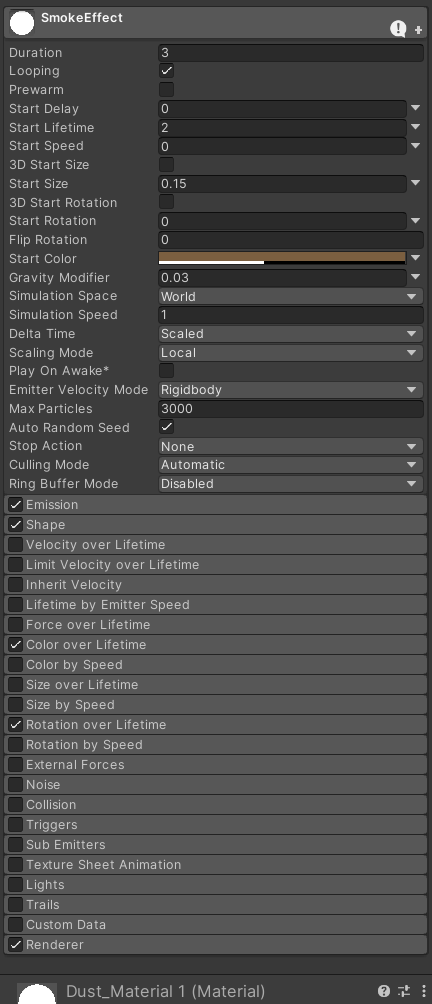 SmokeEffect
Duration 3
Looping
Prewarm
Start Delay 0
Start Lifetime 2
Start Speed 0
3D Start Size
Start Size 0.15
3D Start Rotation
Start Rotation 0
Flip Rotation 0
Start Color
Gravity Modifier 0.03
Simulation Space World
Simulation Speed 1
Delta Time Scaled
Scaling Mode Local
Play On Awake*
Emitter Velocity Mode Rigidbody
Max Particles 3000
Auto Random Seed
Stop Action None
Culling Mode Automatic
Ring Buffer Mode Disabled
Emission
Shape
Velocity over Lifetime
Limit Velocity over Lifetime
Inherit Velocity
Lifetime by Emitter Speed
Force over Lifetime
Color over Lifetime
Color by Speed
Size over Lifetime
Size by Speed
Rotation over Lifetime
Rotation by Speed
External Forces
Noise
Collision
Triggers
Sub Emitters
Texture Sheet Animation
Lights
Trails
Custom Data
Renderer
Dust_Material 1 (Material)